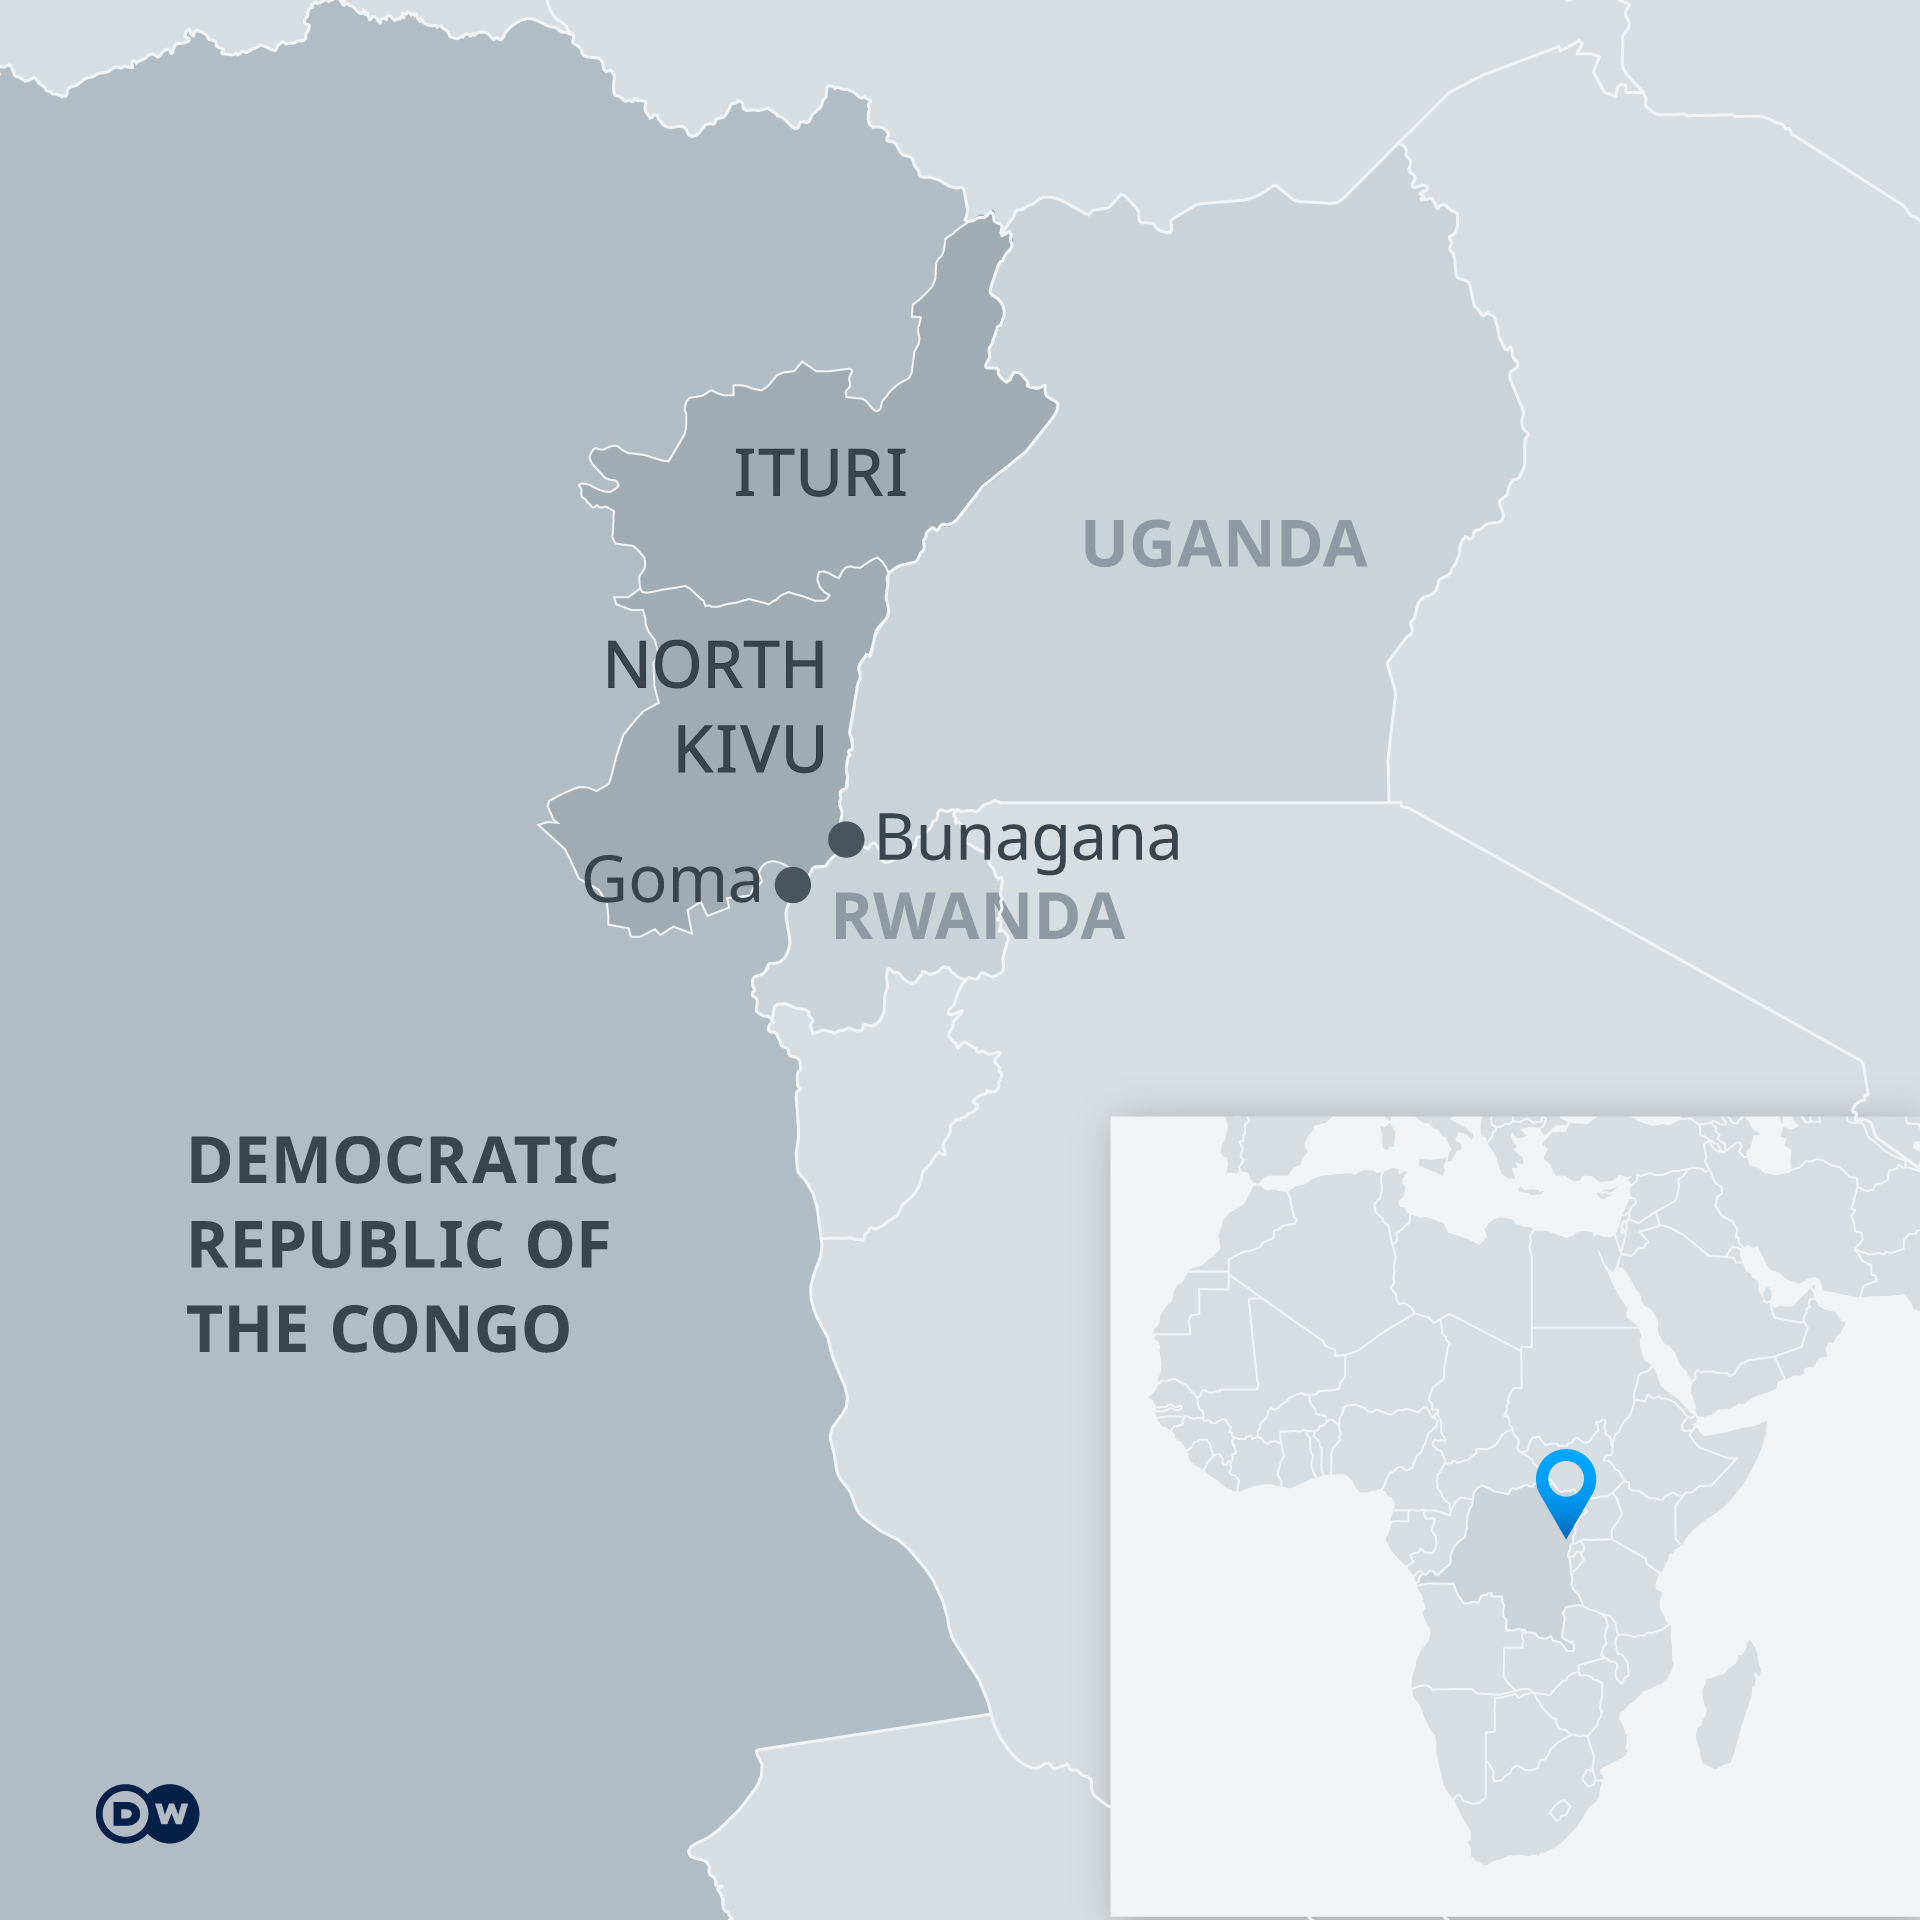 ITURI
UGANDA
NORTH
KIVU
Bunagana
Goma
RWANDA
DEMOCRATIC
REPUBLIC OF
THE CONGO
DW